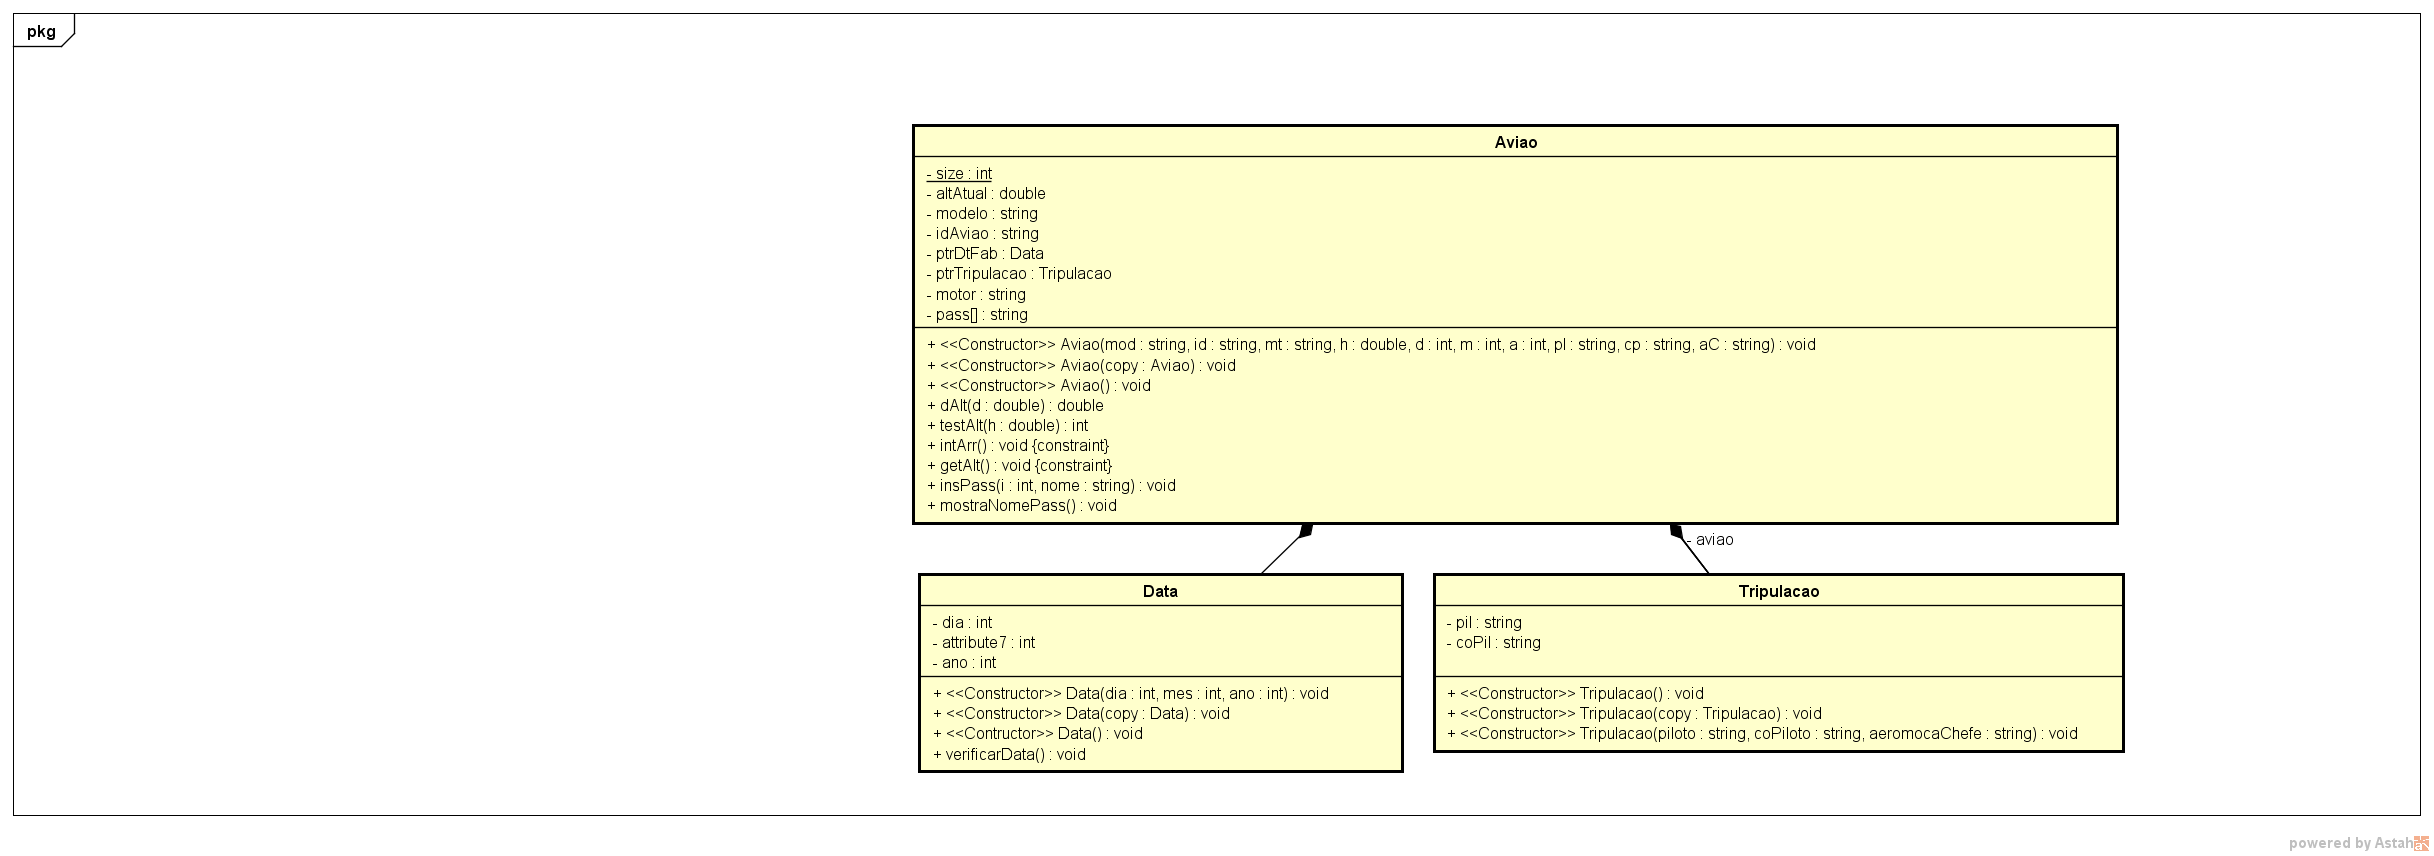 pkg
Aviao
- size : int
- altAtual : double
- modelo : string
- idAviao : string
- ptrDtFab : Data
- ptrTripulacao : Tripulacao
- motor : string
- pass[] : string
+ <<Constructor>> Aviao(mod : string, id : string, mt : string, h : double, d : int, m : int, a : int, pl : string, cp : string, aC : string) : void
+ <<Constructor>> Aviao(copy : Aviao) : void
+ <<Constructor>> Aviao() : void
+ dAlt(d : double) : double
+ testAlt(h : double) : int
+ intArr() : void {constraint}
+ getAlt() : void {constraint}
+ insPass(i : int, nome : string) : void
+ mostraNomePass() : void
- aviao
Data
- dia : int
- attribute7 : int
- ano : int
+ <<Constructor>> Data(dia : int, mes : int, ano : int) : void
+ <<Constructor>> Data(copy : Data) : void
+ <<Contructor>> Data() : void
+ verificarData() : void
Tripulacao
- pil : string
- coPil : string
+ <<Constructor>> Tripulacao() : void
+ <<Constructor>> Tripulacao(copy : Tripulacao) : void
+ <<Constructor>> Tripulacao(piloto : string, coPiloto : string, aeromocaChefe : string) : void
powered by Astah